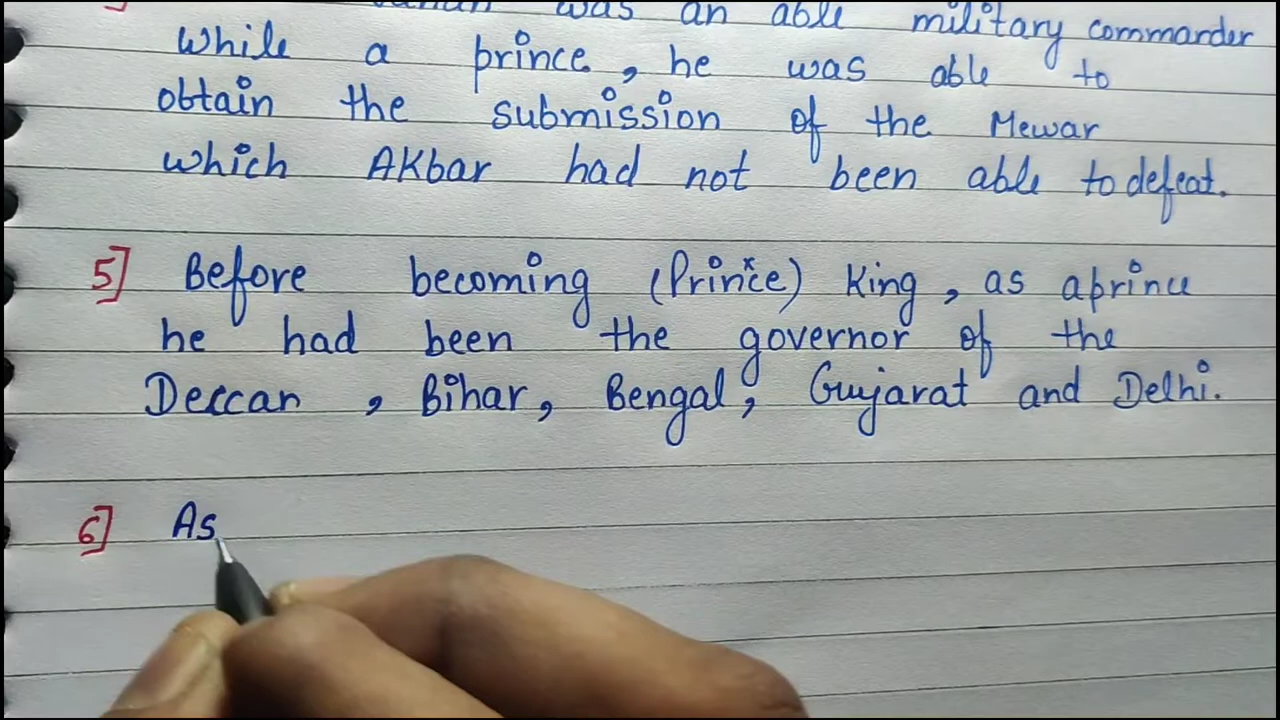 was an able military commander
While a prince, he was able to
obtain the submission of the Mewar
which Akbar had not been able to defeat.
5] Before becoming (Prince) King, as a prince
he had been the governor of the
Deccan, Bihar, Bengal, Gujarat and Delhi.
6] As